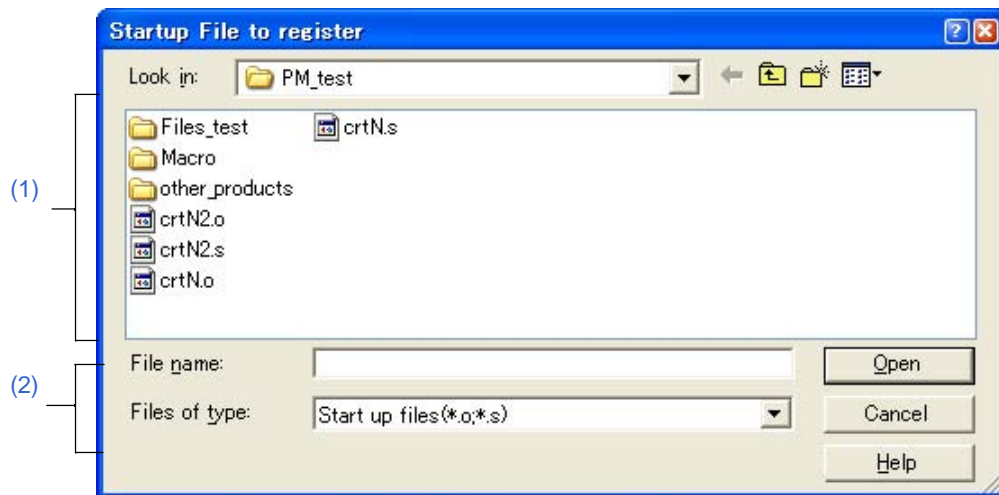 Startup File to register
Look in: PM_test
(1)
Files_test crtN.s
Macro
other_products
crtN2.o
crtN2.s
crtN.o
(2)
File name: Open
Files of type: Start up files(*.o;*.s) Cancel
Help